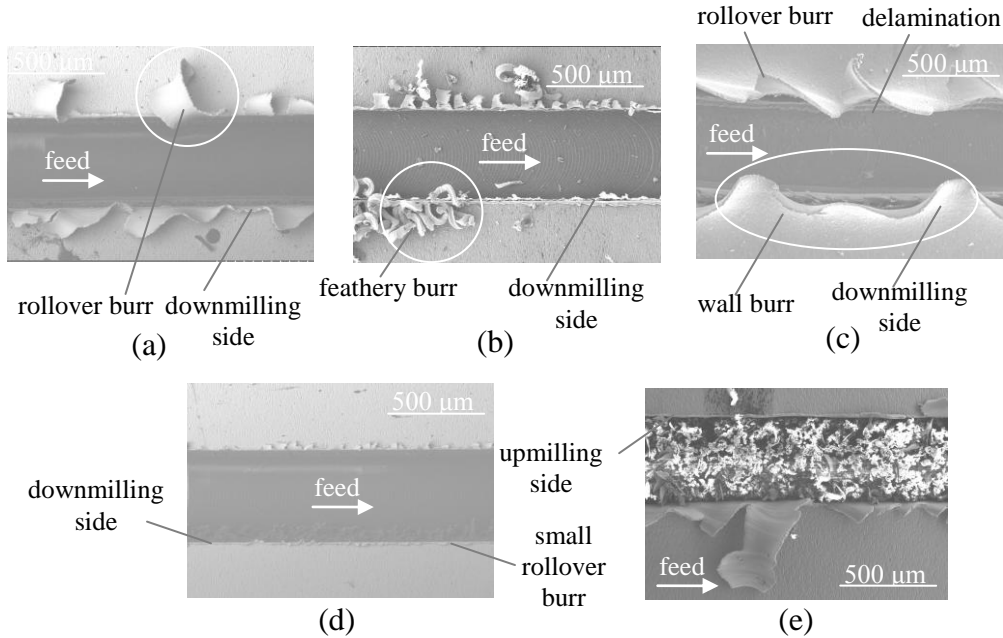 500 μm
feed
rollover burr
downmilling
side
(a)
500 μm
feed
feathery burr
downmilling
side
(b)
rollover burr
delamination
500 μm
feed
wall burr
downmilling
side
(c)
500 μm
feed
downmilling
side
small
rollover
burr
(d)
upmilling
side
feed
500 μm
(e)